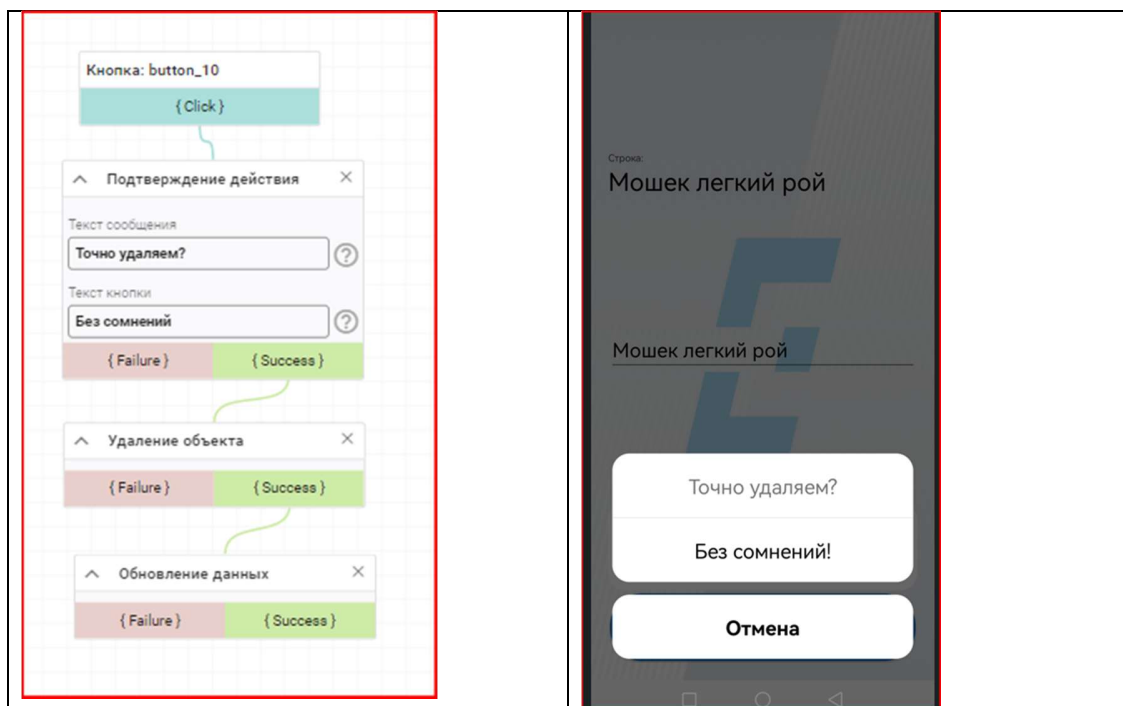 Кнопка: button_10
{ Click }
Подтверждение действия
Текст сообщения
Точно удаляем?
Текст кнопки
Без сомнений
{ Failure } { Success }
Удаление объекта
{ Failure } { Success }
Обновление данных
{ Failure } { Success }
Строка:
Мошек легкий рой
Мошек легкий рой
Точно удаляем?
Без сомнений!
Отмена